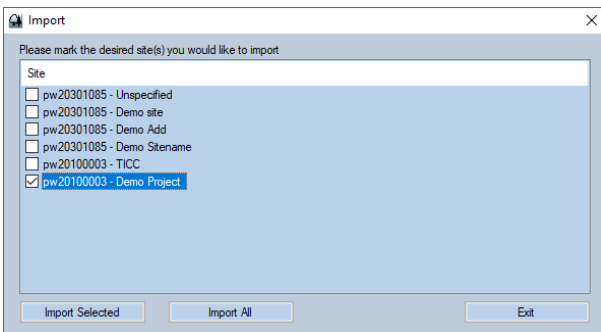 Import
Please mark the desired site(s) you would like to import
Site
pw20301085 - Unspecified
pw20301085 - Demo site
pw20301085 - Demo Add
pw20301085 - Demo Sitename
pw20100003 - TICC
pw20100003 - Demo Project
Import Selected Import All Exit